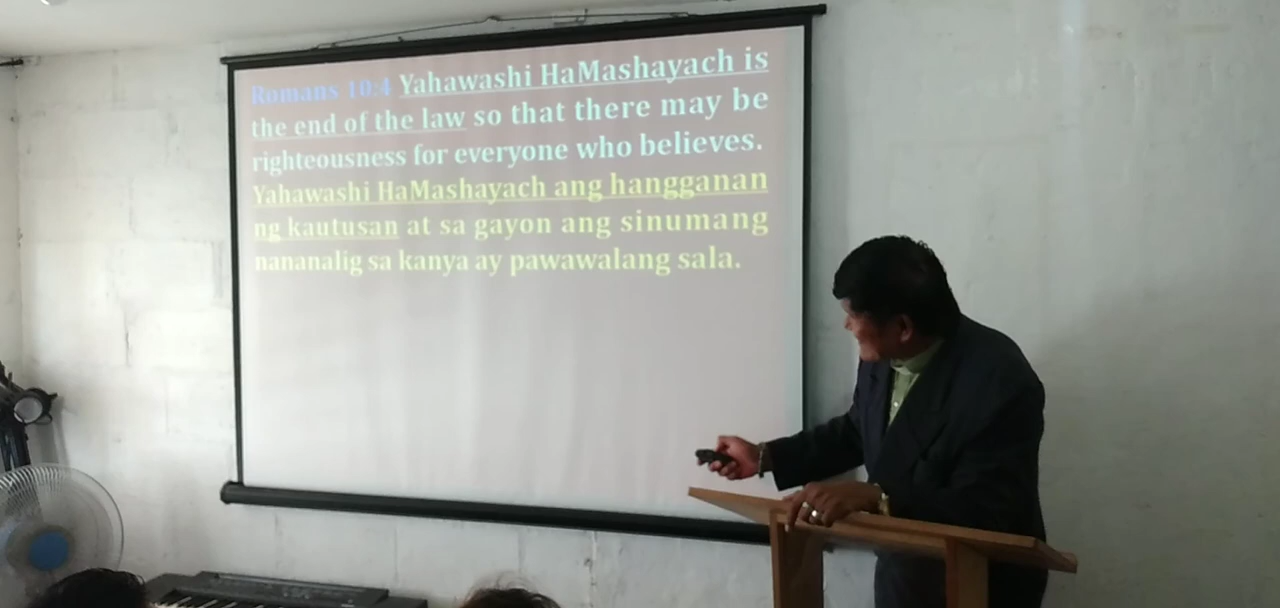 Romans 10:4 Yahawashi HaMashayach is
the end of the law so that there may be
righteousness for everyone who believes.
Yahawashi HaMashayach ang hangganan
ng kautusan at sa gayon ang sinumang
nananalig sa kanya ay pawawalang sala.